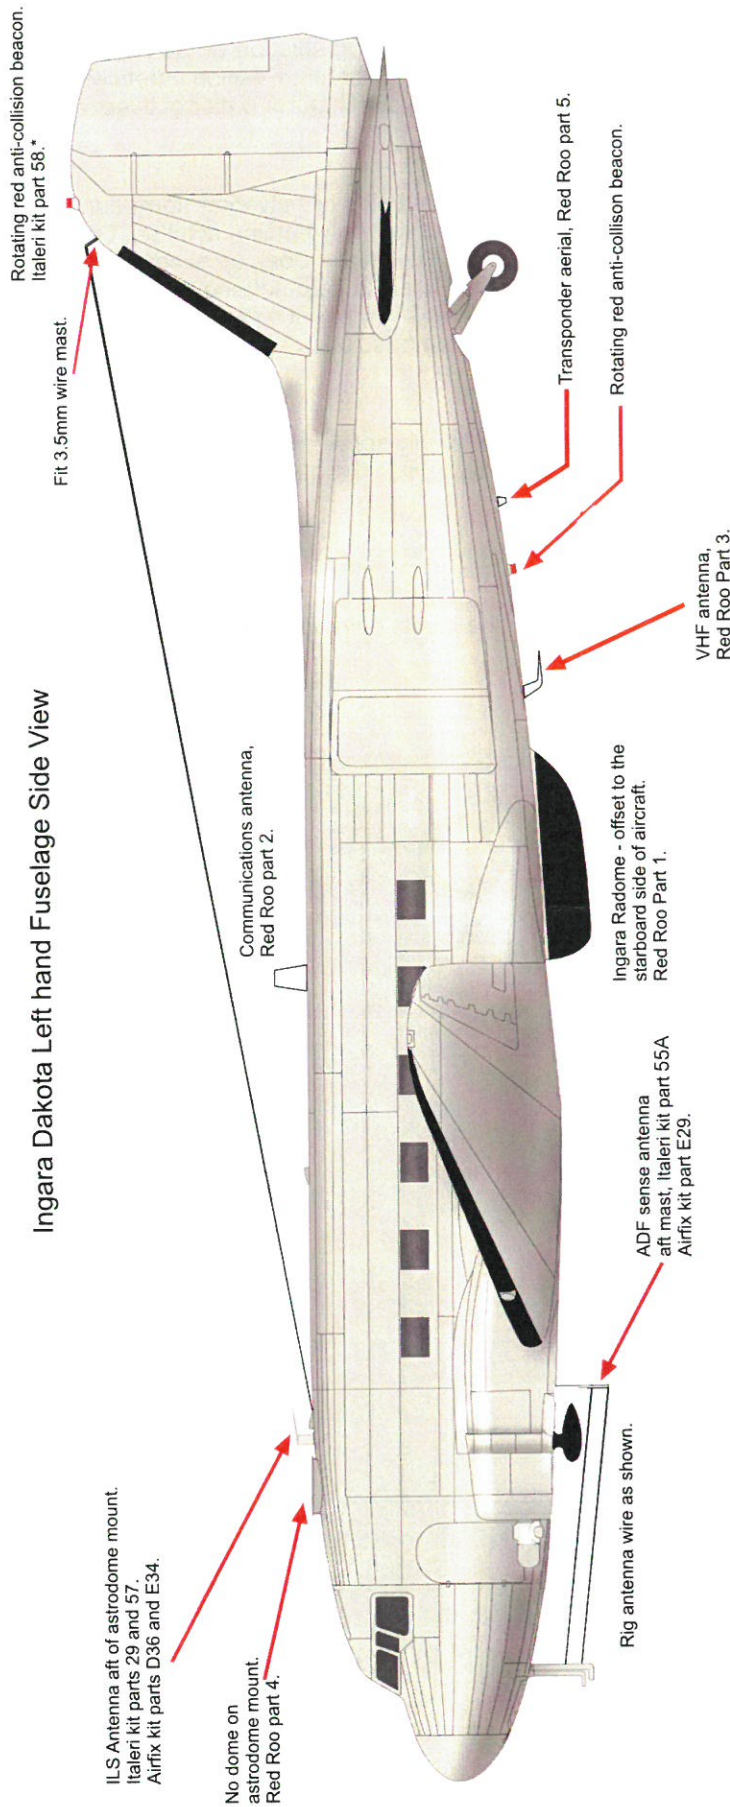 Ingara Dakota Left hand Fuselage Side View
ILS Antenna aft of astrodome mount.
Italeri kit parts 29 and 57.
Airfix kit parts D36 and E34.
No dome on
astrodome mount.
Red Roo part 4.
Communications antenna,
Red Roo part 2.
Fit 3.5mm wire mast.
Rotating red anti-collision beacon.
Italeri kit part 58.*
Rig antenna wire as shown.
ADF sense antenna
aft mast, Italeri kit part 55A
Airfix kit part E29.
Ingara Radome - offset to the
starboard side of aircraft.
Red Roo Part 1.
VHF antenna,
Red Roo Part 3.
Rotating red anti-collison beacon.
Transponder aerial, Red Roo part 5.